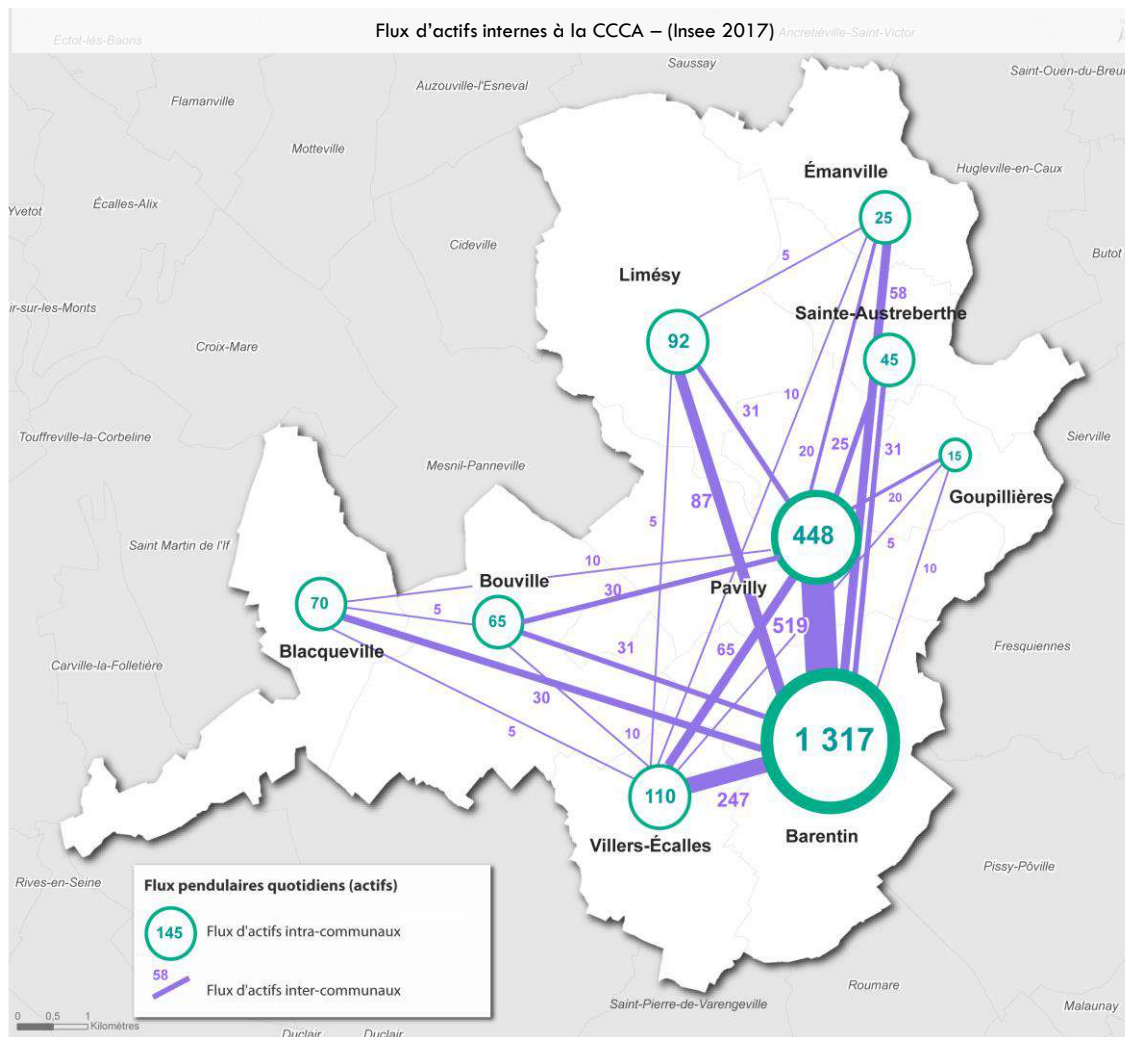 Flux d'actifs internes à la CCCA – (Insee 2017)
Ectot-lès-Baons
Ancretiéville-Saint-Victor
Saussay
Saint-Ouen-du-Breui
Auzouville-l'Esneval
Flamanville
Motteville
Émanville
Hugleville-en-Caux
Yvetot
Écalles-Alix
25
Cideville
Butot
5
Limésy
58
ir-sur-les-Monts
Sainte-Austreberthe
Croix-Mare
92
45
10
31
Touffreville-la-Corbeline
Sierville
20
25
31
15
Mesnil-Panneville
Goupillières
87
20
5
448
5
Saint Martin de l'If
10
10
Bouville
30
Pavilly
70
5
65
519
Blacqueville
31
65
Fresquiennes
Carville-la-Folletière
30
5
10
1 317
110
247
Villers-Écalles
Barentin
Pissy-Pôville
Rives-en-Seine
Flux pendulaires quotidiens (actifs)
145
Flux d'actifs intra-communaux
58
Flux d'actifs inter-communaux
Roumare
Saint-Pierre-de-Varengeville
Malaunay
0 0,5 1
Kilomètres
Duclair
Duclair